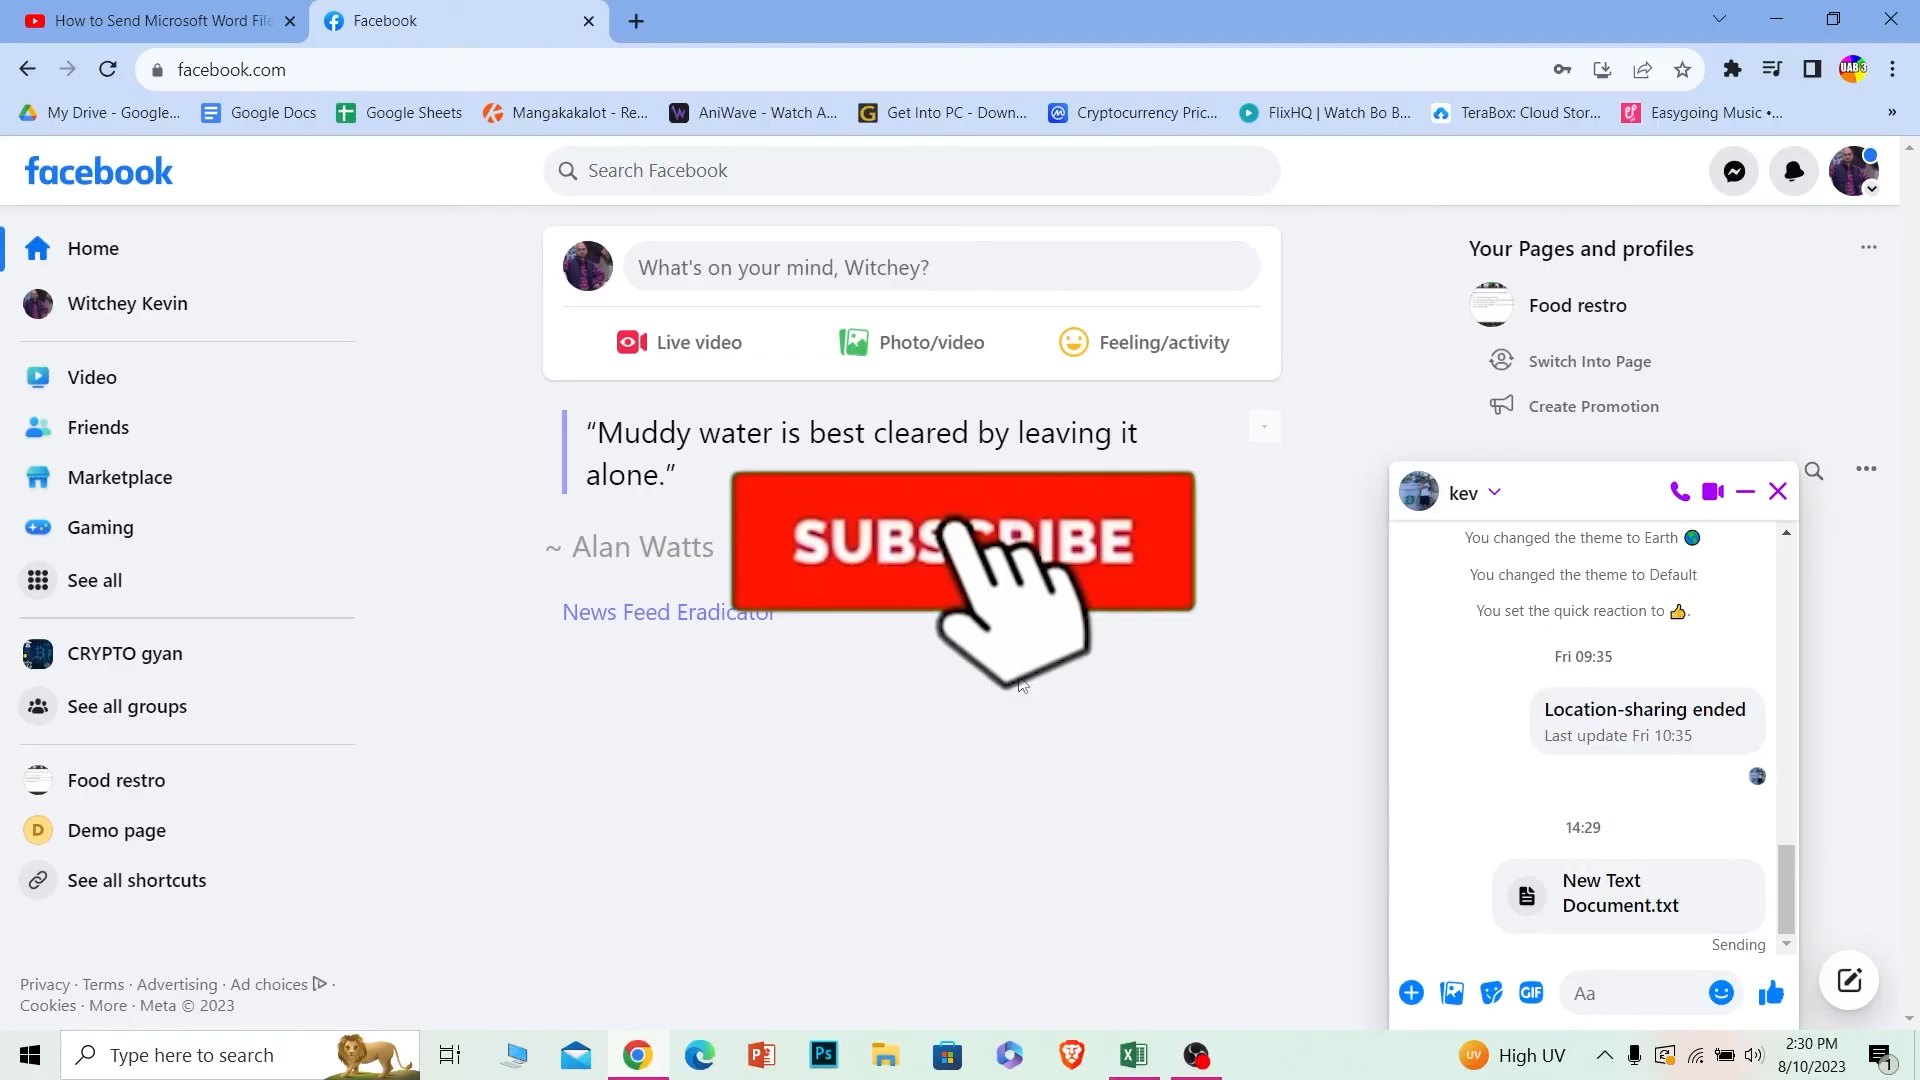 How to Send Microsoft Word File
Facebook
facebook.com
UAB 3
My Drive - Google...
Google Docs
Google Sheets
Mangakakalot - Re...
AniWave - Watch A...
Get Into PC - Down...
Cryptocurrency Pric...
FlixHQ | Watch Bo B...
TeraBox: Cloud Stor...
Easygoing Music •...
facebook
Search Facebook
Home
Witchey Kevin
Video
Friends
Marketplace
Gaming
See all
CRYPTO gyan
See all groups
Food restro
D
Demo page
See all shortcuts
Privacy · Terms · Advertising · Ad choices ·
Cookies · More · Meta © 2023
What's on your mind, Witchey?
Live video
Photo/video
Feeling/activity
“Muddy water is best cleared by leaving it
alone.”
~ Alan Watts
News Feed Eradicator
SUBSCRIBE
Your Pages and profiles
Food restro
Switch Into Page
Create Promotion
kev
You changed the theme to Earth 🌎
You changed the theme to Default
You set the quick reaction to 👍.
Fri 09:35
Location-sharing ended
Last update Fri 10:35
14:29
New Text
Document.txt
Sending
GIF
Aa
Type here to search
Ps
UV
High UV
2:30 PM
8/10/2023
1